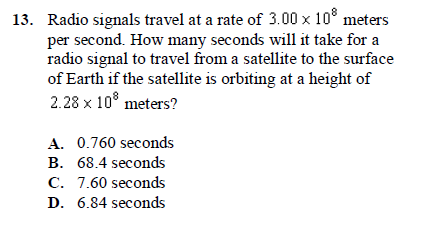 13. Radio signals travel at a rate of 3.00 x 10⁸ meters
per second. How many seconds will it take for a
radio signal to travel from a satellite to the surface
of Earth if the satellite is orbiting at a height of
2.28 x 10⁸ meters?
A. 0.760 seconds
B. 68.4 seconds
C. 7.60 seconds
D. 6.84 seconds